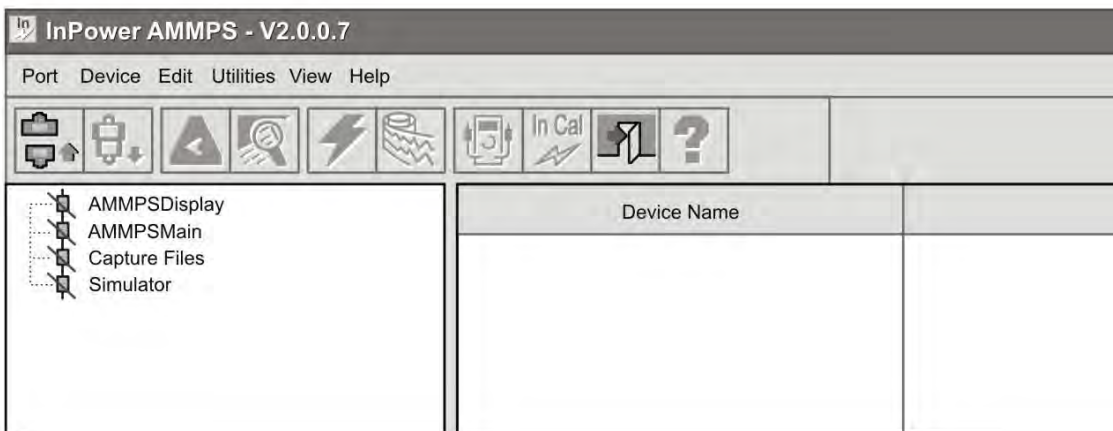 In
InPower AMMPS - V2.0.0.7
Port Device Edit Utilities View Help
In Cal
?
AMMPSDisplay
AMMPSMain
Capture Files
Simulator
Device Name